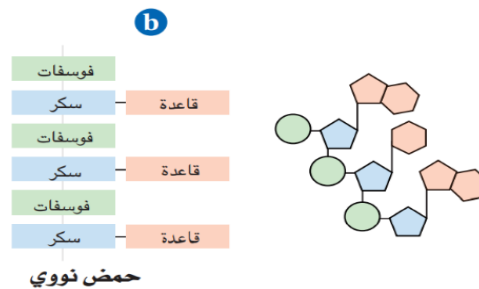 b
فوسفات
سكر قاعدة
فوسفات
سكر قاعدة
فوسفات
سكر قاعدة
حمض نووي